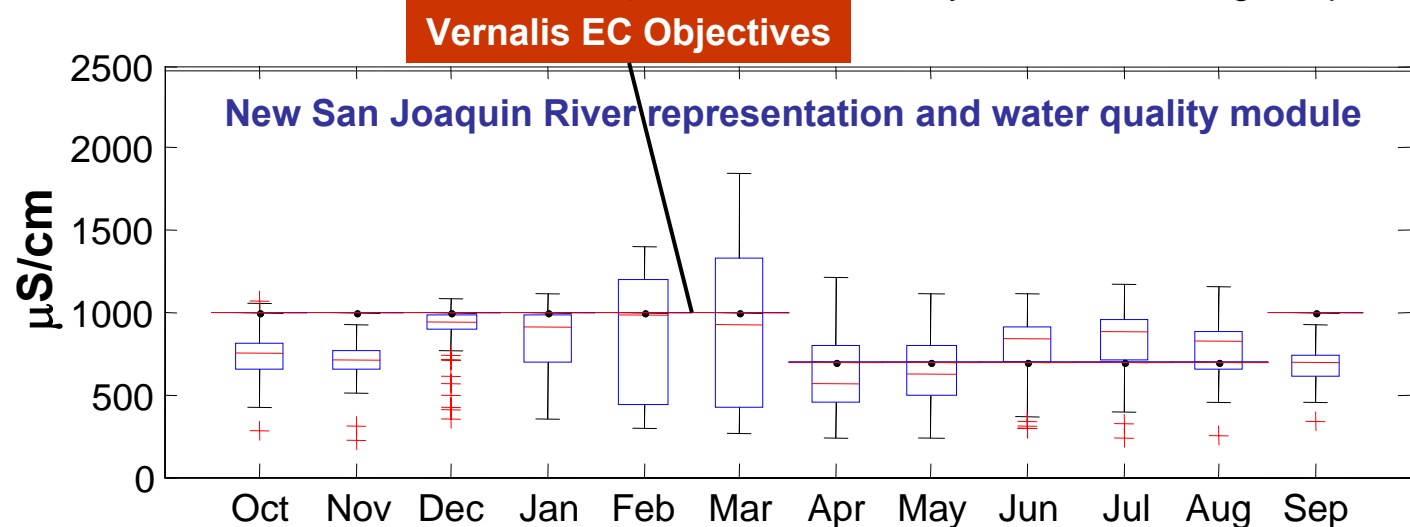 Vernalis EC Objectives
New San Joaquin River representation and water quality module
μS/cm
2500
2000
1500
1000
500
0
Oct Nov Dec Jan Feb Mar Apr May Jun Jul Aug Sep